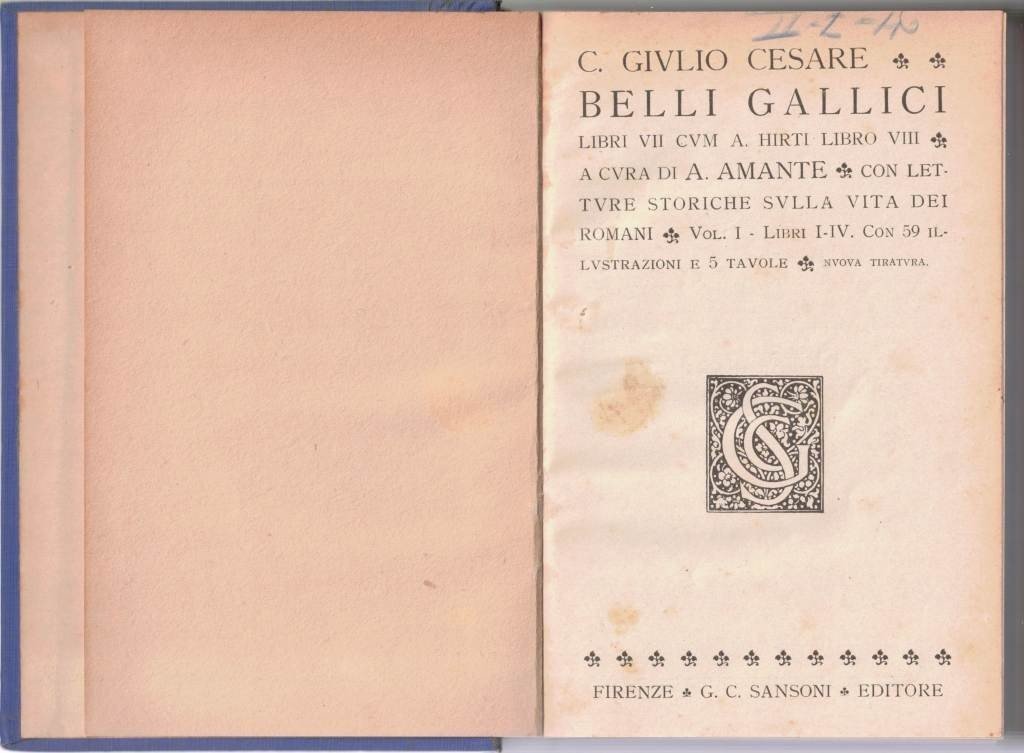 C. GIVLIO CESARE
BELLI GALLICI
LIBRI VII CVM A. HIRTI LIBRO VIII
A CVRA DI A. AMANTE CON LET-
TVRE STORICHE SVLLA VITA DEI
ROMANI VOL. I - LIBRI I-IV. CON 59 IL-
LVSTRAZIONI E 5 TAVOLE NVOVA TIRATVRA.
FIRENZE G. C. SANSONI EDITORE